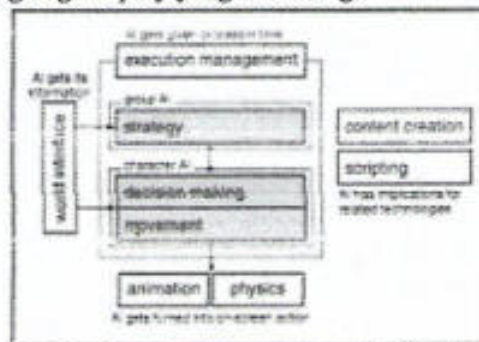 AI gets given processor time
execution management
AI gets its
information
group AI
strategy
world interface
character AI
decision making
movement
animation
physics
AI gets turned into on-screen action
content creation
scripting
AI has implications for
related technologies